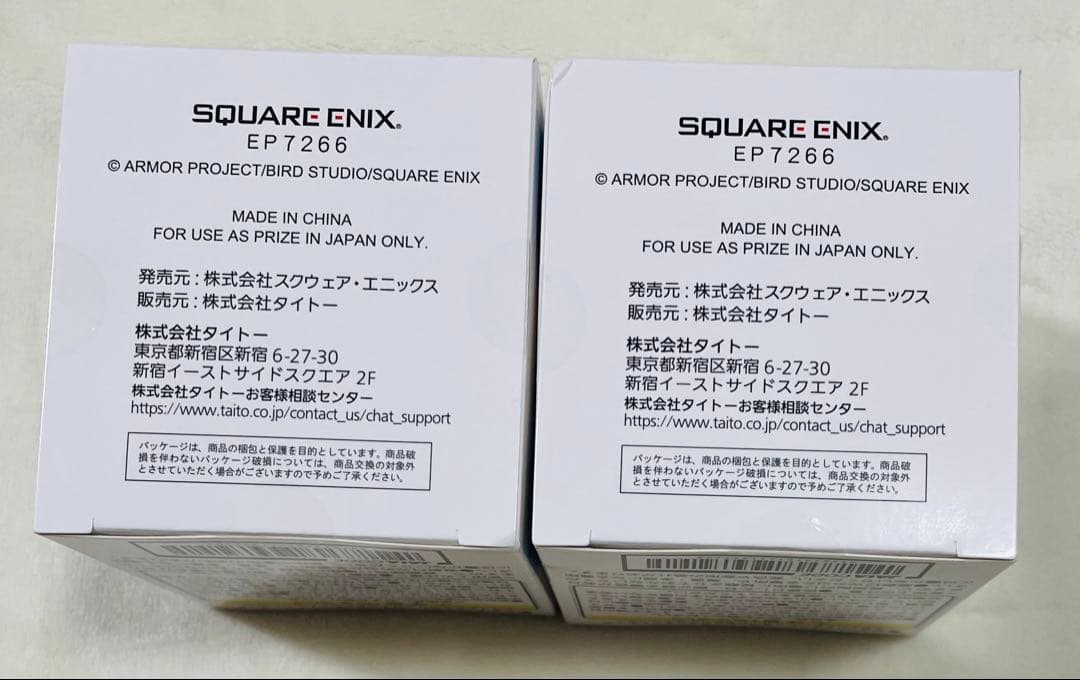 SQUARE ENIX®
EP7266
© ARMOR PROJECT/BIRD STUDIO/SQUARE ENIX
MADE IN CHINA
FOR USE AS PRIZE IN JAPAN ONLY.
発売元:株式会社スクウェア・エニックス
販売元:株式会社タイトー
株式会社タイトー
東京都新宿区新宿 6-27-30
新宿イーストサイドスクエア 2F
株式会社タイトーお客様相談センター
https://www.taito.co.jp/contact_us/chat_support
パッケージは、商品の梱包と保護を目的としています。商品破
損を伴わないパッケージ破損については、商品交換の対象外
とさせていただく場合がございますので予めご了承ください。
SQUARE ENIX®
EP7266
© ARMOR PROJECT/BIRD STUDIO/SQUARE ENIX
MADE IN CHINA
FOR USE AS PRIZE IN JAPAN ONLY.
発売元:株式会社スクウェア・エニックス
販売元:株式会社タイトー
株式会社タイトー
東京都新宿区新宿 6-27-30
新宿イーストサイドスクエア 2F
株式会社タイトーお客様相談センター
https://www.taito.co.jp/contact_us/chat_support
パッケージは、商品の梱包と保護を目的としています。商品破
損を伴わないパッケージ破損については、商品交換の対象外
とさせていただく場合がございますので予めご了承ください。